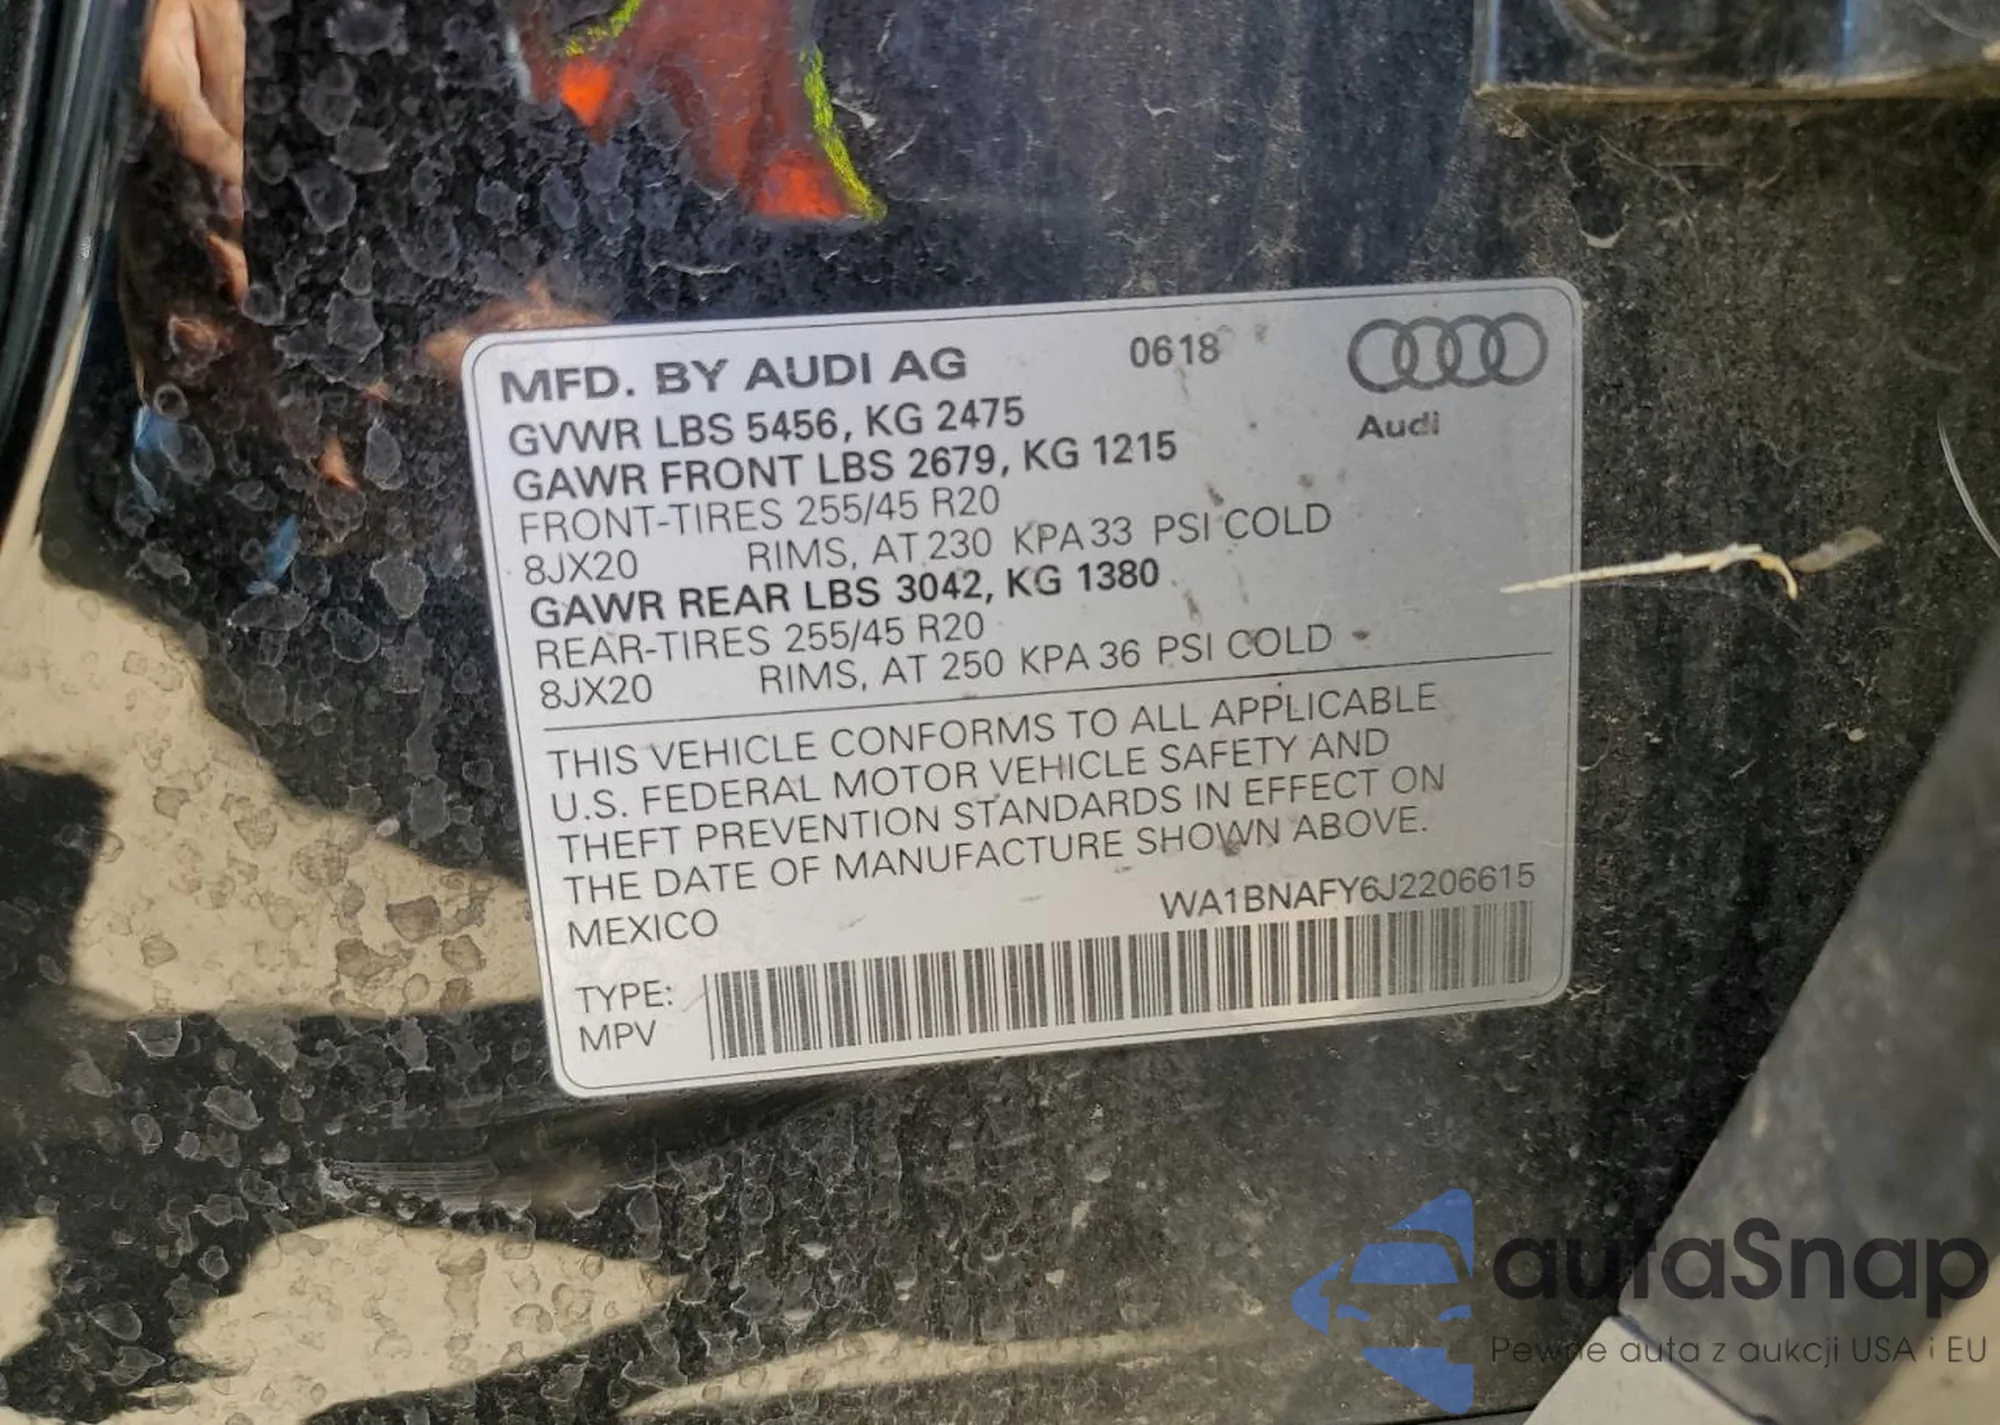 MFD. BY AUDI AG 0618
Audi
GVWR LBS 5456, KG 2475
GAWR FRONT LBS 2679, KG 1215
FRONT-TIRES 255/45 R20
8JX20 RIMS, AT 230 KPA 33 PSI COLD
GAWR REAR LBS 3042, KG 1380
REAR-TIRES 255/45 R20
8JX20 RIMS, AT 250 KPA 36 PSI COLD
THIS VEHICLE CONFORMS TO ALL APPLICABLE
U.S. FEDERAL MOTOR VEHICLE SAFETY AND
THEFT PREVENTION STANDARDS IN EFFECT ON
THE DATE OF MANUFACTURE SHOWN ABOVE.
MEXICO WA1BNAFY6J2206615
TYPE:
MPV
autaSnap
Pewne auta z aukcji USA i EU